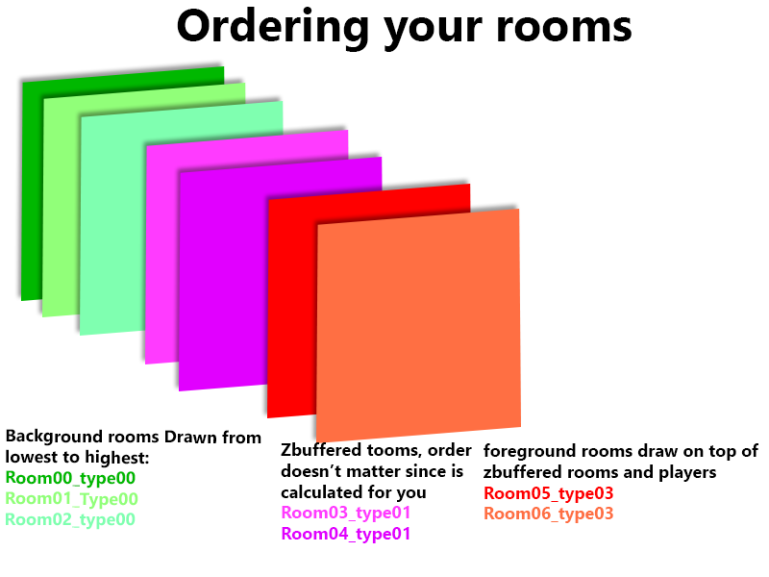 Ordering your rooms
Background rooms Drawn from
lowest to highest:
Room00_type00
Room01_Type00
Room02_type00
Zbuffered tooms, order
doesn't matter since is
calculated for you
Room03_type01
Room04_type01
foreground rooms draw on top of
zbuffered rooms and players
Room05_type03
Room06_type03